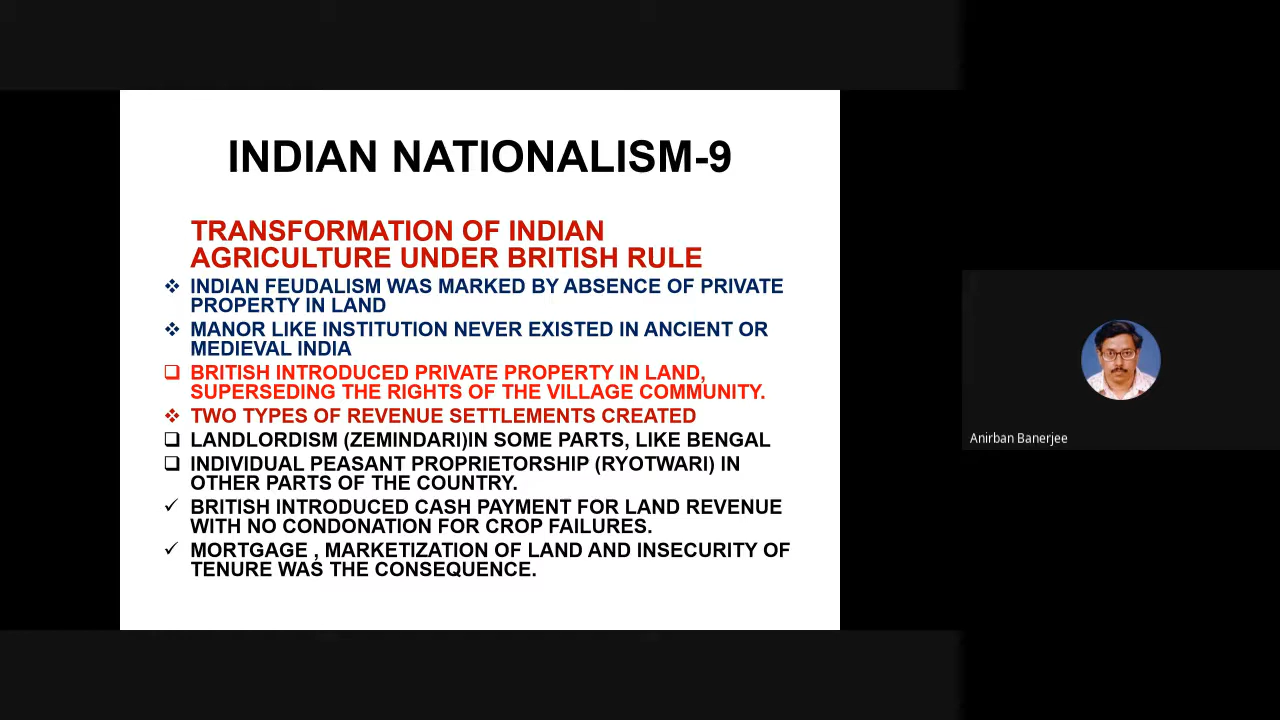 INDIAN NATIONALISM-9
TRANSFORMATION OF INDIAN
AGRICULTURE UNDER BRITISH RULE
❖ INDIAN FEUDALISM WAS MARKED BY ABSENCE OF PRIVATE
PROPERTY IN LAND
❖ MANOR LIKE INSTITUTION NEVER EXISTED IN ANCIENT OR
MEDIEVAL INDIA
❑ BRITISH INTRODUCED PRIVATE PROPERTY IN LAND,
SUPERSEDING THE RIGHTS OF THE VILLAGE COMMUNITY.
❖ TWO TYPES OF REVENUE SETTLEMENTS CREATED
❑ LANDLORDISM (ZEMINDARI)IN SOME PARTS, LIKE BENGAL
❑ INDIVIDUAL PEASANT PROPRIETORSHIP (RYOTWARI) IN
OTHER PARTS OF THE COUNTRY.
✓ BRITISH INTRODUCED CASH PAYMENT FOR LAND REVENUE
WITH NO CONDONATION FOR CROP FAILURES.
✓ MORTGAGE , MARKETIZATION OF LAND AND INSECURITY OF
TENURE WAS THE CONSEQUENCE.
Anirban Banerjee